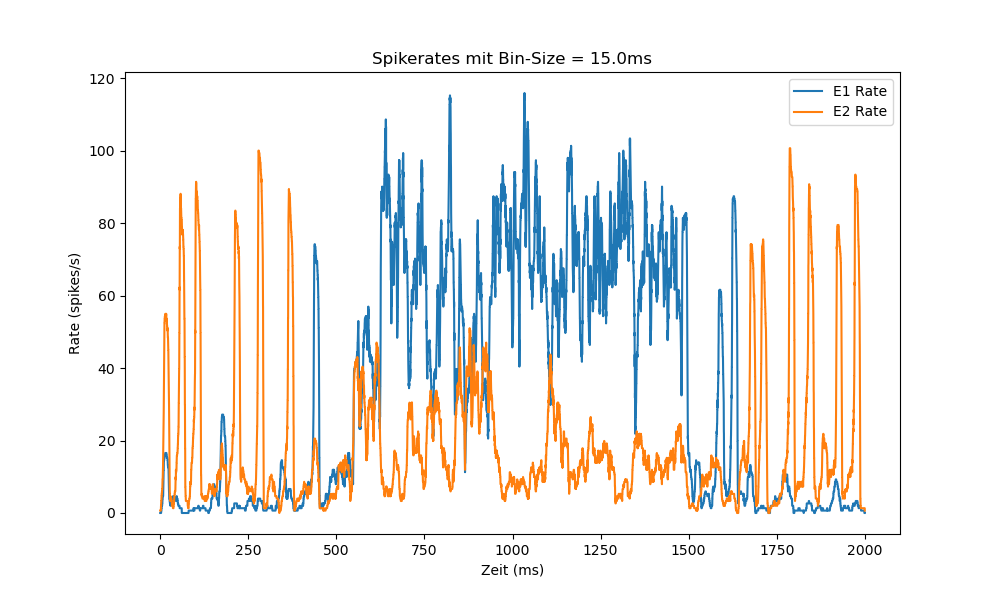 Spikerates mit Bin-Size = 15.0ms
E1 Rate
E2 Rate
Rate (spikes/s)
120
100
80
60
40
20
0
0 250 500 750 1000 1250 1500 1750 2000
Zeit (ms)